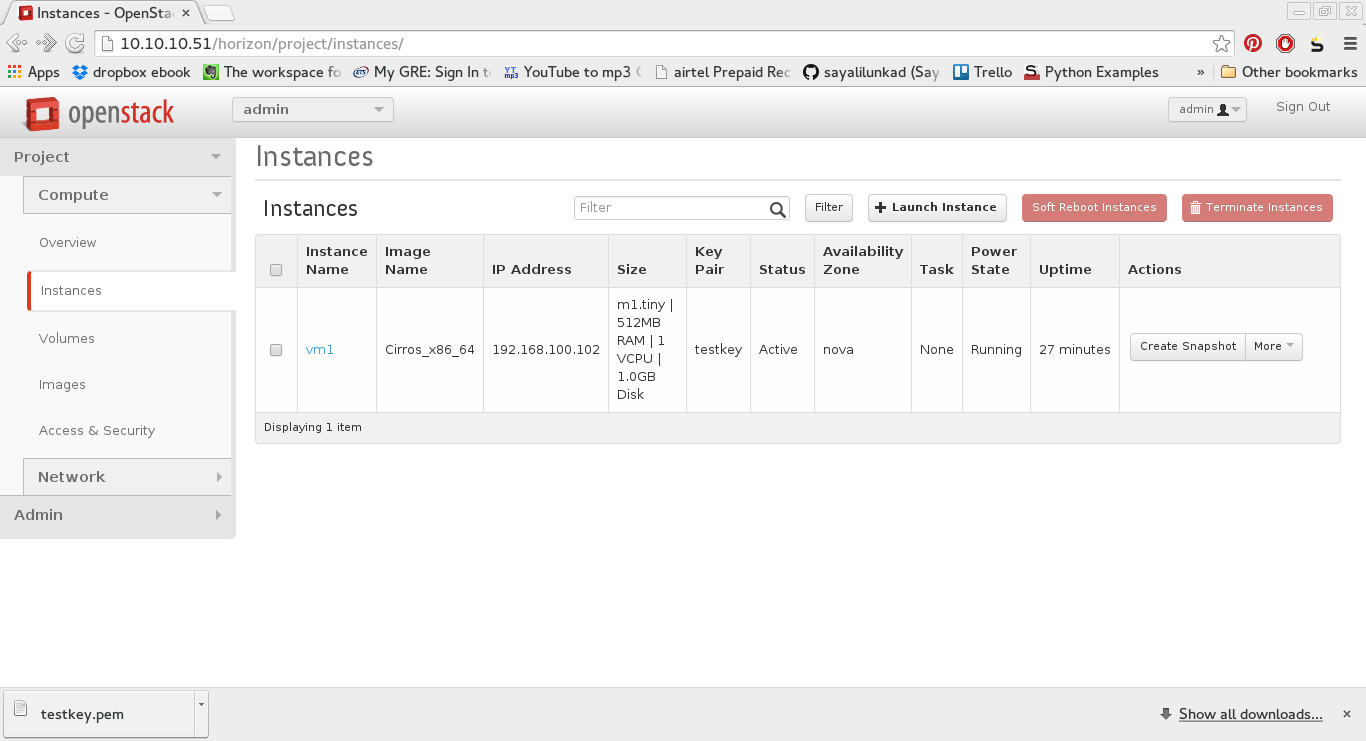 Instances - OpenSta
10.10.10.51/horizon/project/instances/
Apps dropbox ebook The workspace fo My GRE: Sign In t YouTube to mp3 airtel Prepaid Rec sayalilunkad (Say Trello Python Examples » Other bookmarks
openstack admin admin Sign Out
Project
Compute
Overview
Instances
Volumes
Images
Access & Security
Network
Admin
Instances
Instances Filter Filter Launch Instance Soft Reboot Instances Terminate Instances
Instance Name Image Name IP Address Size Key Pair Status Availability Zone Task Power State Uptime Actions
vm1 Cirros_x86_64 192.168.100.102 m1.tiny | 512MB RAM | 1 VCPU | 1.0GB Disk testkey Active nova None Running 27 minutes Create Snapshot More
Displaying 1 item
testkey.pem Show all downloads...